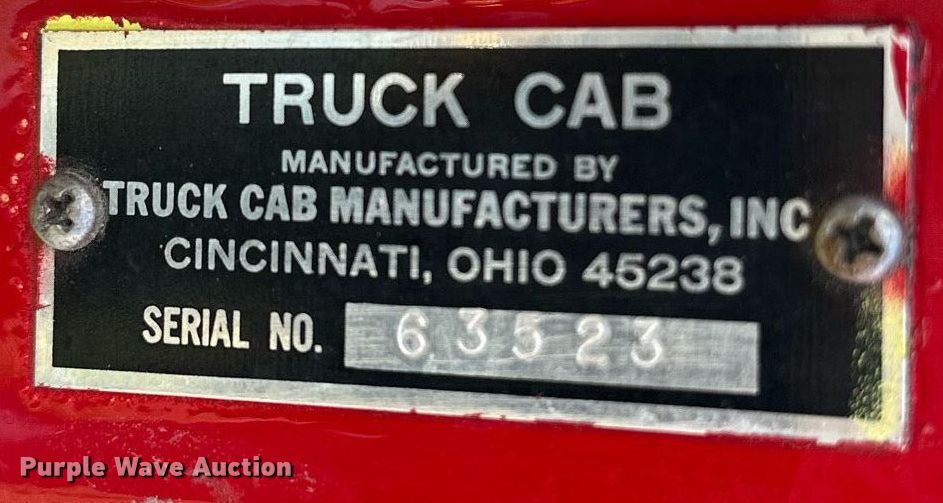 TRUCK CAB
MANUFACTURED BY
TRUCK CAB MANUFACTURERS, INC
CINCINNATI, OHIO 45238
SERIAL NO. 63523
Purple Wave Auction